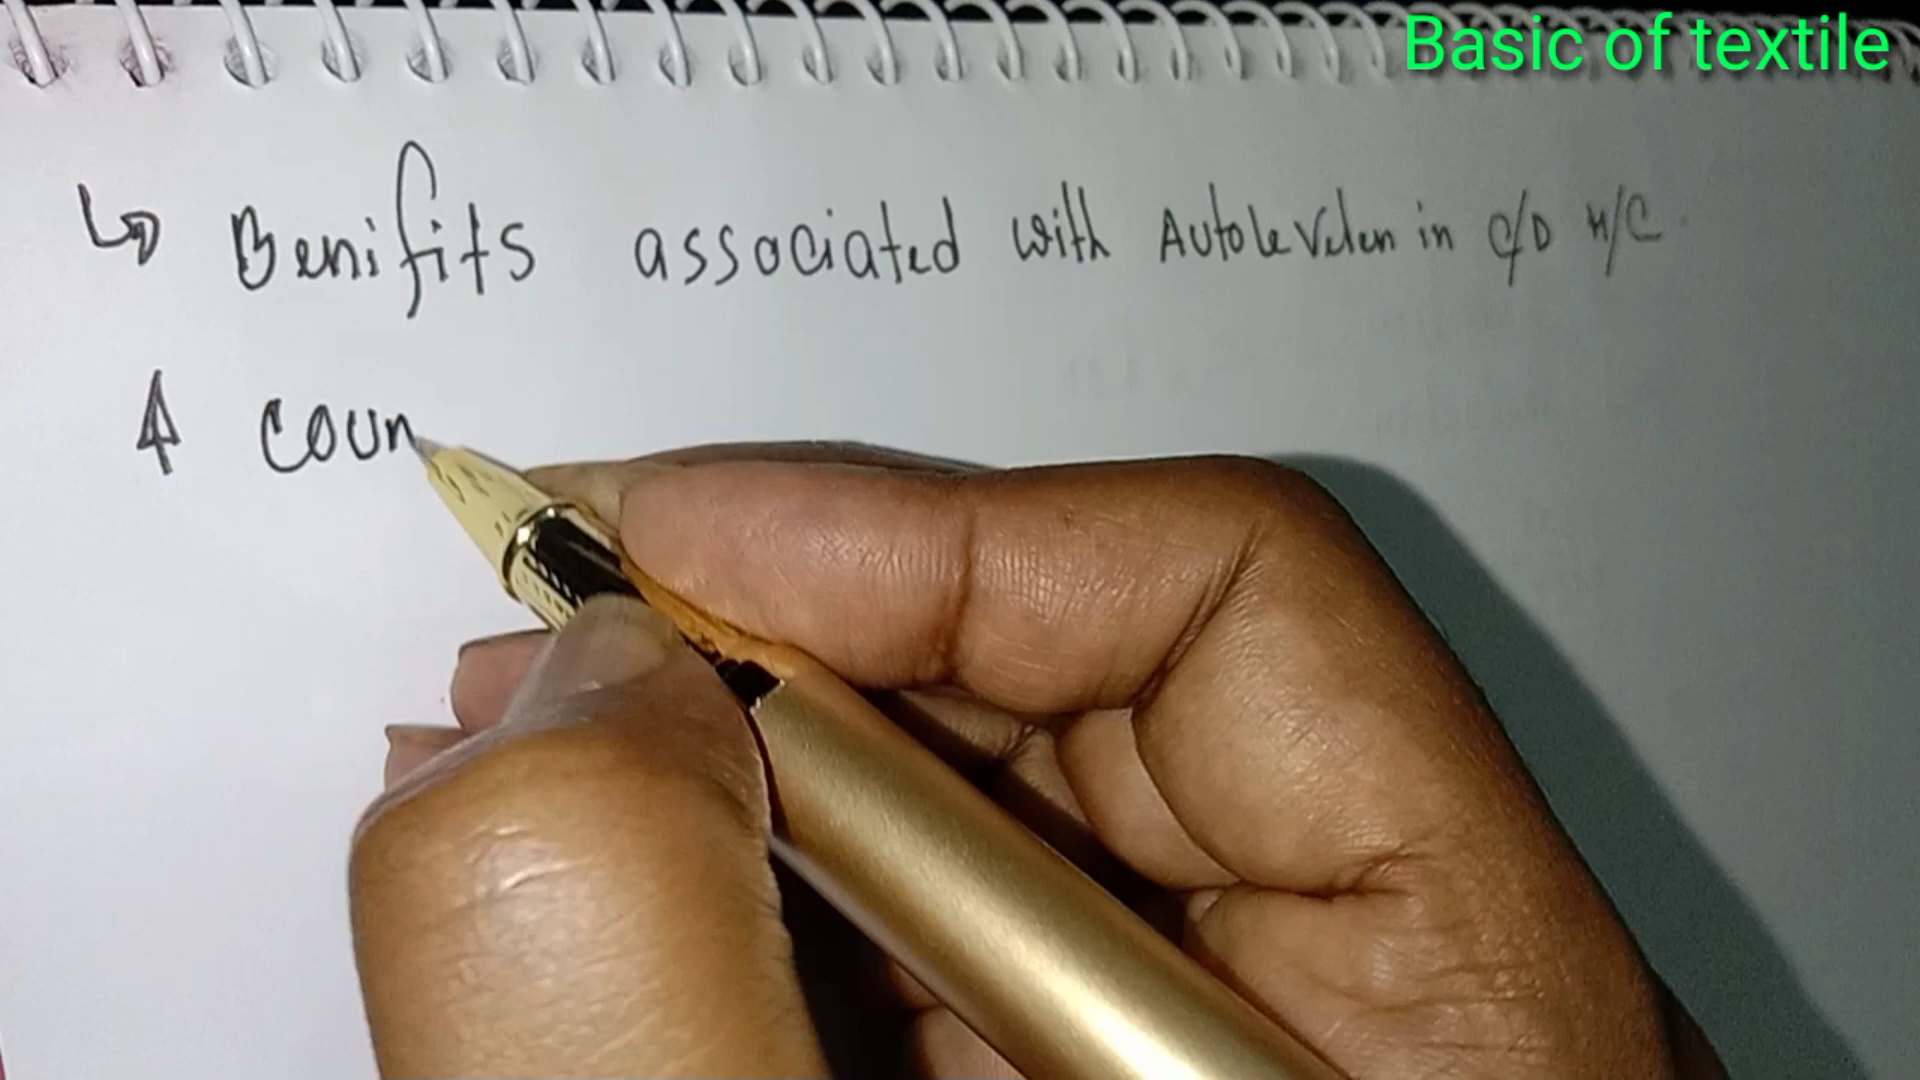 Basic of textile
↳ Benifits associated with Autoleveler in C/D M/C.
↑ Coun